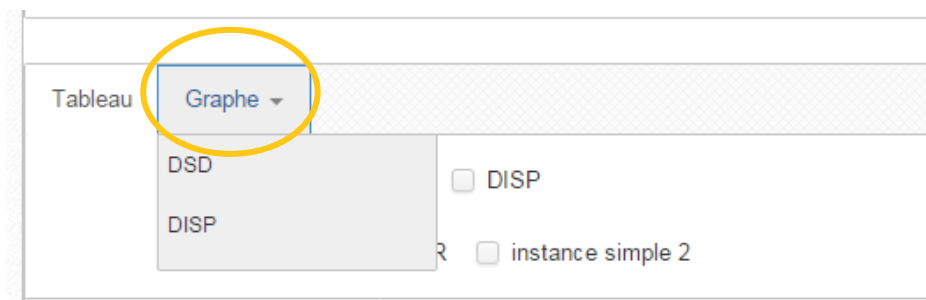 Tableau Graphe
DSD
DISP
DISP
R instance simple 2